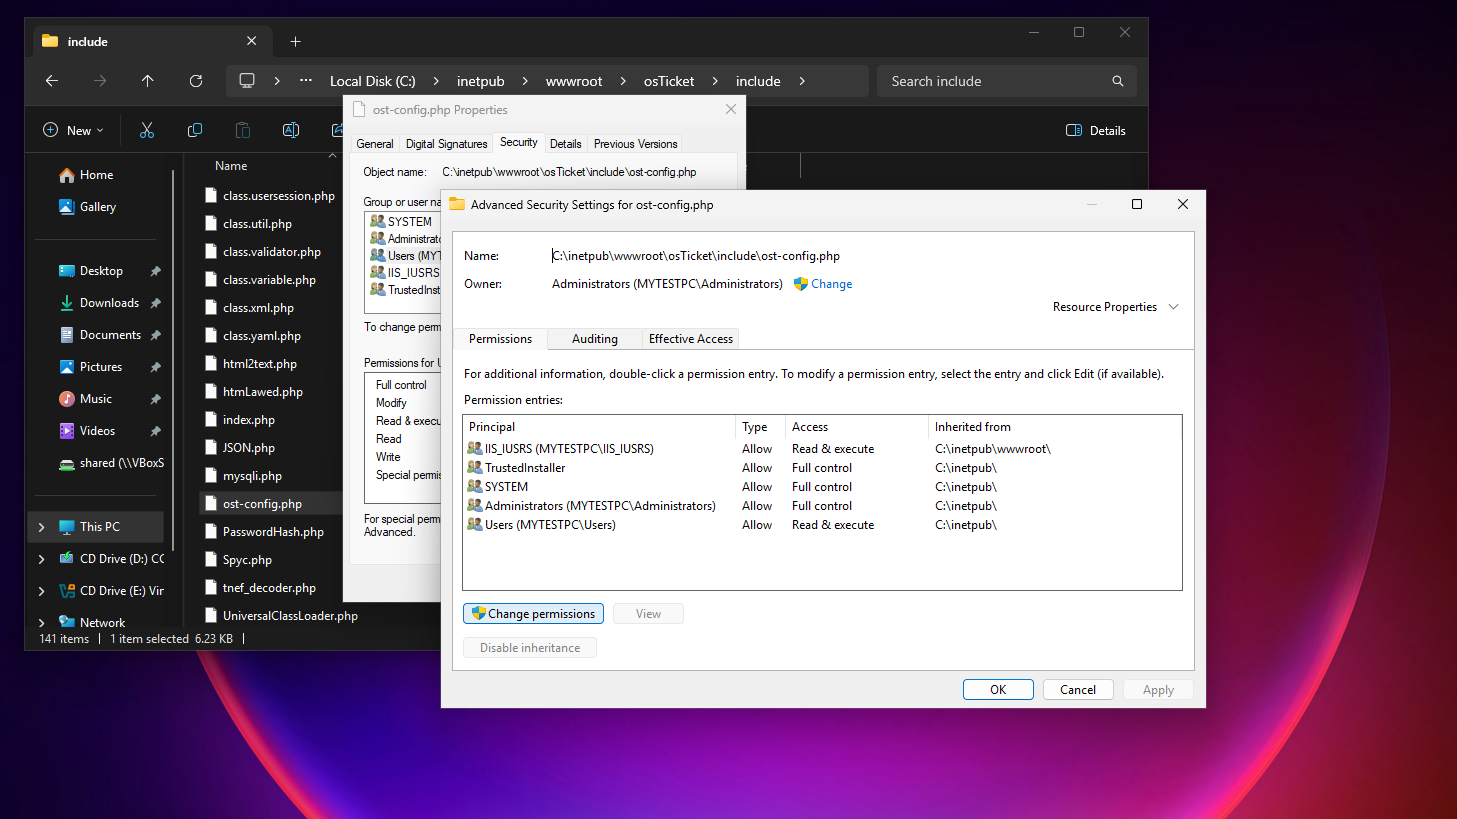 include
Local Disk (C:)
inetpub
wwwroot
osTicket
include
Search include
New
Details
Home
Gallery
Desktop
Downloads
Documents
Pictures
Music
Videos
shared (\\VBoxS
This PC
CD Drive (D:) CC
CD Drive (E:) Vir
Network
Name
class.usersession.php
class.util.php
class.validator.php
class.variable.php
class.xml.php
class.yaml.php
html2text.php
htmLawed.php
index.php
JSON.php
mysqli.php
ost-config.php
PasswordHash.php
Spyc.php
tnef_decoder.php
UniversalClassLoader.php
141 items
1 item selected 6.23 KB
ost-config.php Properties
General
Digital Signatures
Security
Details
Previous Versions
Object name: C:\inetpub\wwwroot\osTicket\include\ost-config.php
Group or user na
SYSTEM
Administrato
Users (MYT
IIS_IUSRS
TrustedInst
To change perm
Permissions for U
Full control
Modify
Read & execu
Read
Write
Special permis
For special perm
Advanced.
Advanced Security Settings for ost-config.php
Name: C:\inetpub\wwwroot\osTicket\include\ost-config.php
Owner: Administrators (MYTESTPC\Administrators) Change
Resource Properties
Permissions
Auditing
Effective Access
For additional information, double-click a permission entry. To modify a permission entry, select the entry and click Edit (if available).
Permission entries:
Principal Type Access Inherited from
IIS_IUSRS (MYTESTPC\IIS_IUSRS) Allow Read & execute C:\inetpub\wwwroot\
TrustedInstaller Allow Full control C:\inetpub\
SYSTEM Allow Full control C:\inetpub\
Administrators (MYTESTPC\Administrators) Allow Full control C:\inetpub\
Users (MYTESTPC\Users) Allow Read & execute C:\inetpub\
Change permissions
View
Disable inheritance
OK
Cancel
Apply